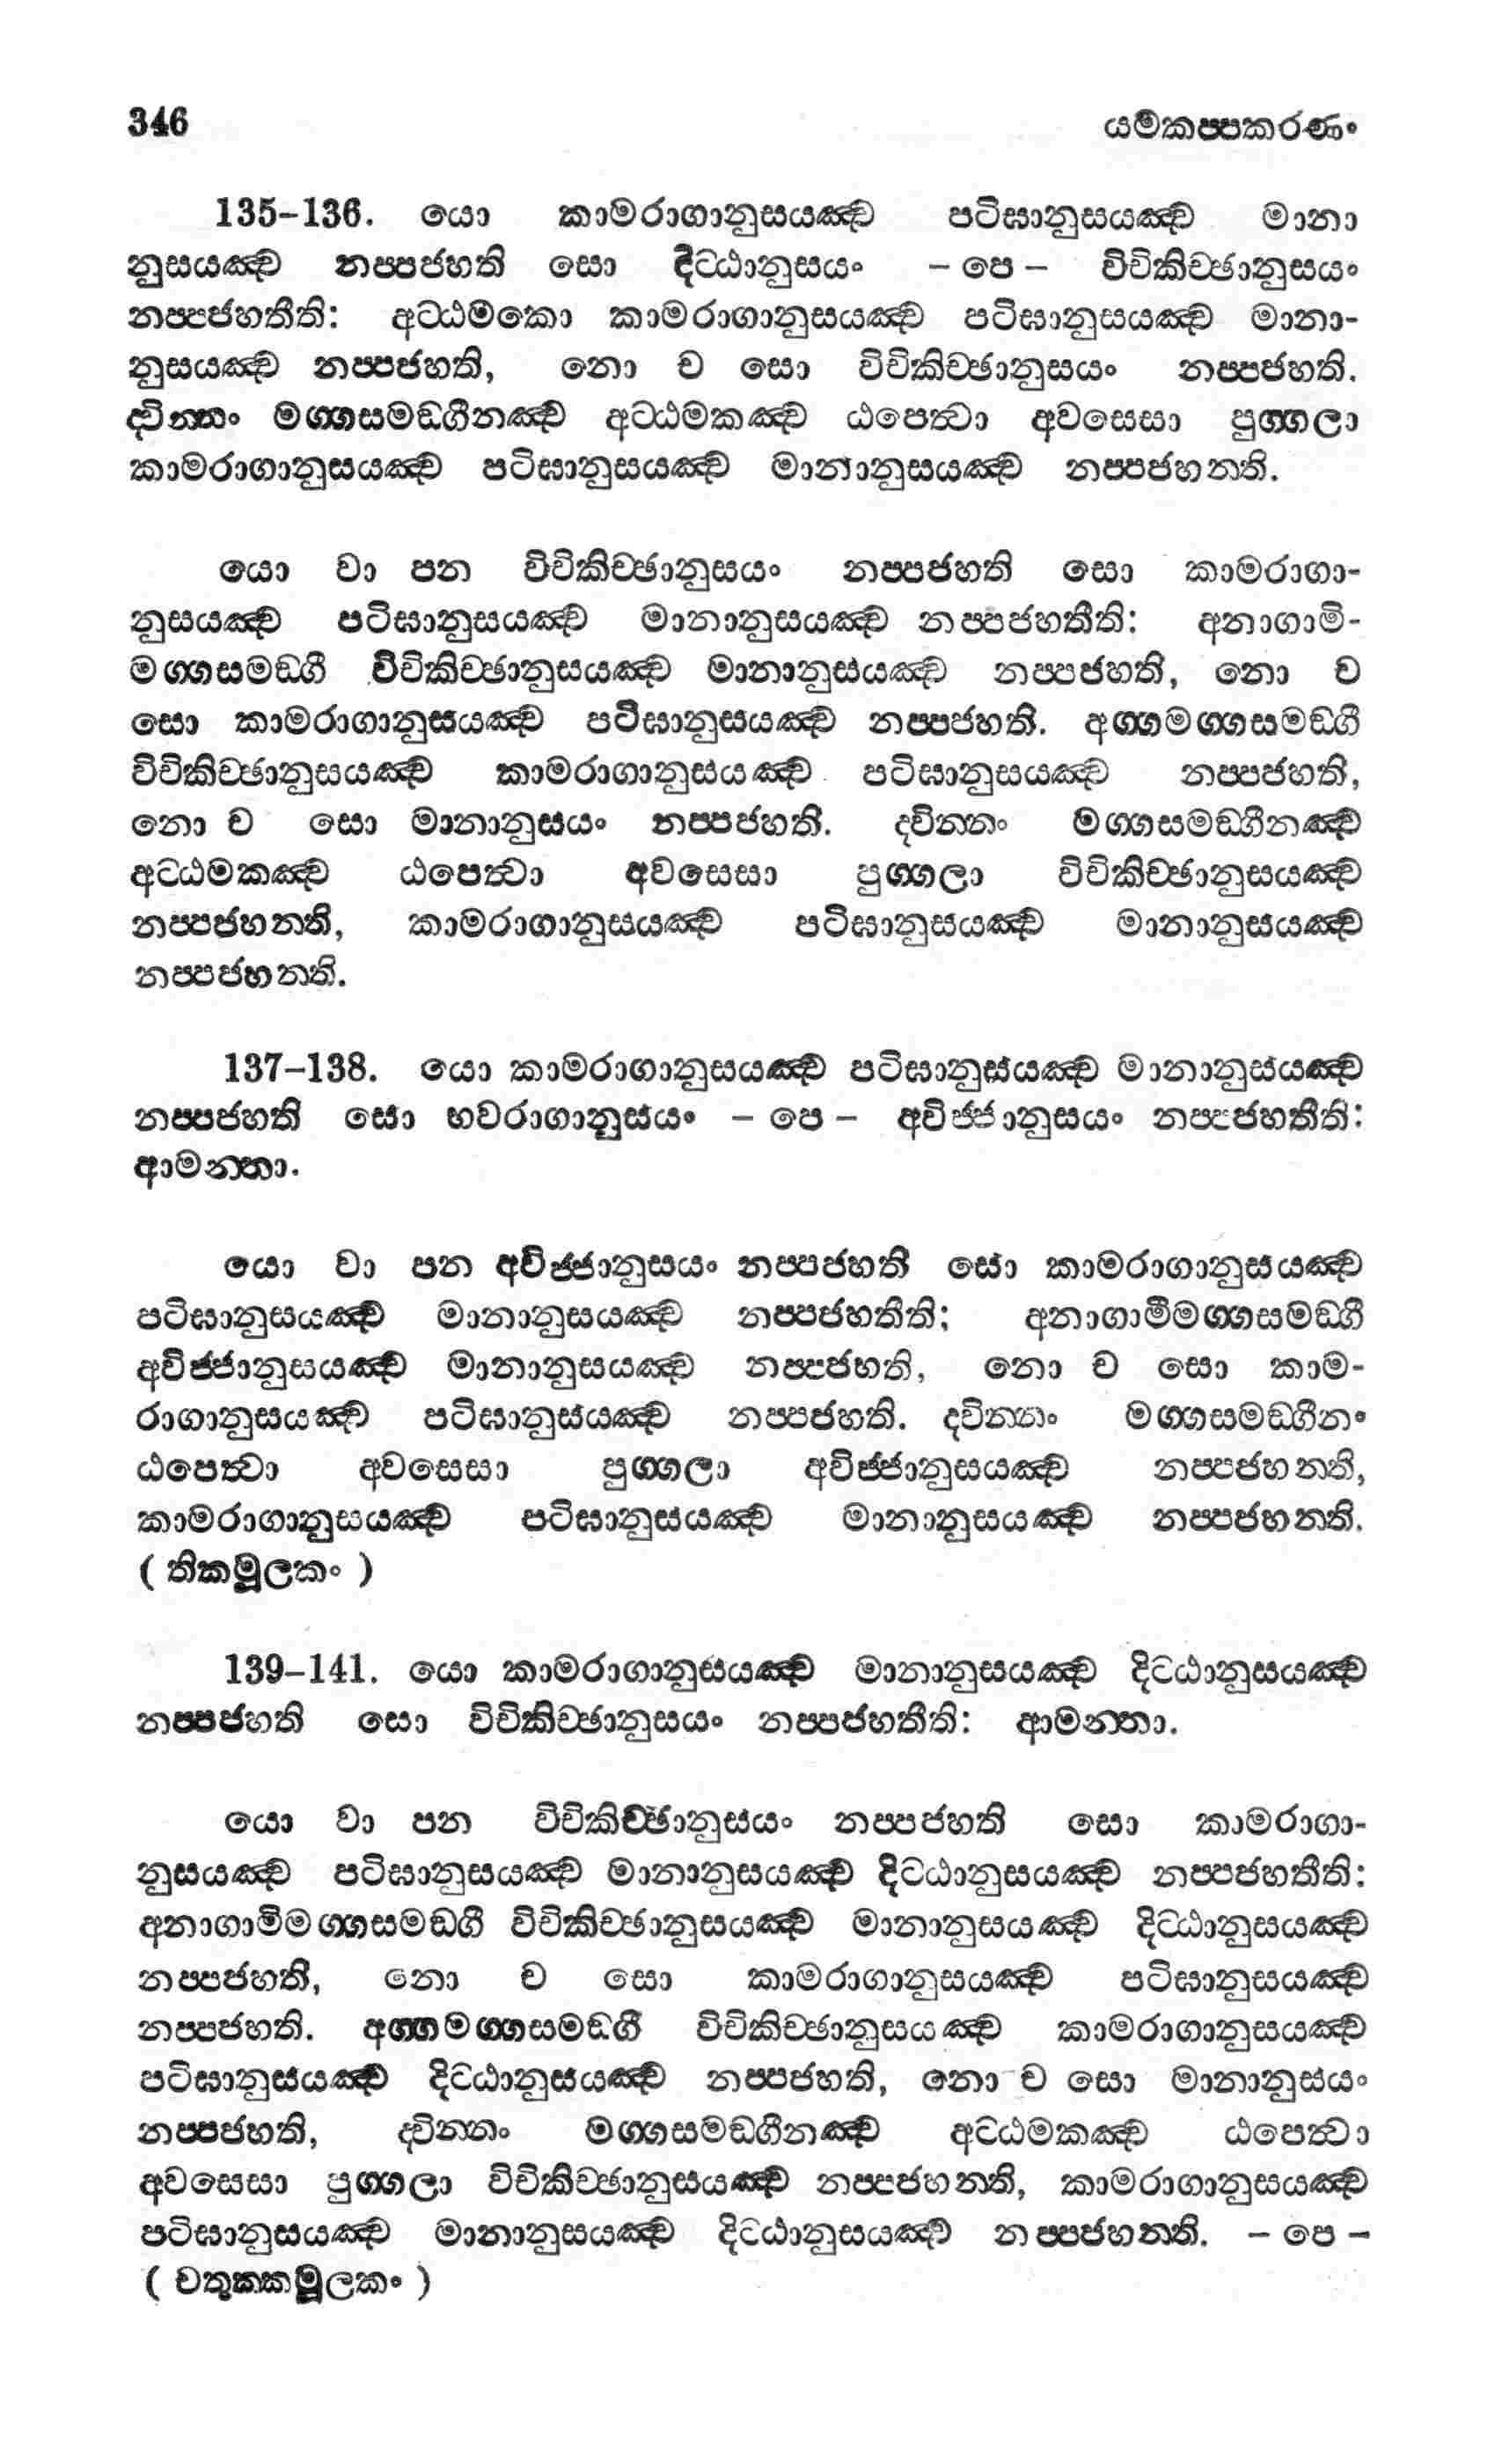 346 යමකප්පකරණං
135-136. යො කාමරාගානුසයඤ්ච පටිඝානුසයඤ්ච මානා
නුසයඤ්ච නප්පජහති සො දිට්ඨානුසයං - පෙ - විචිකිච්ඡානුසයං
නප්පජහතීති: අට්ඨමකො කාමරාගානුසයඤ්ච පටිඝානුසයඤ්ච මානා-
නුසයඤ්ච නප්පජහති, නො ච සො විචිකිච්ඡානුසයං නප්පජහති.
ද්වින්නං මග්ගසමඞ්ගීනඤ්ච අට්ඨමකඤ්ච ඨපෙත්වා අවසෙසා පුග්ගලා
කාමරාගානුසයඤ්ච පටිඝානුසයඤ්ච මානානුසයඤ්ච නප්පජහන්ති.
යො වා පන විචිකිච්ඡානුසයං නප්පජහති සො කාමරාගා-
නුසයඤ්ච පටිඝානුසයඤ්ච මානානුසයඤ්ච නප්පජහතීති: අනාගාමි-
මග්ගසමඞ්ගී විචිකිච්ඡානුසයඤ්ච මානානුසයඤ්ච නප්පජහති, නො ච
සො කාමරාගානුසයඤ්ච පටිඝානුසයඤ්ච නප්පජහති. අග්ගමග්ගසමඞ්ගී
විචිකිච්ඡානුසයඤ්ච කාමරාගානුසයඤ්ච පටිඝානුසයඤ්ච නප්පජහති,
නො ච සො මානානුසයං නප්පජහති. ද්වින්නං මග්ගසමඞ්ගීනඤ්ච
අට්ඨමකඤ්ච ඨපෙත්වා අවසෙසා පුග්ගලා විචිකිච්ඡානුසයඤ්ච
නප්පජහන්ති, කාමරාගානුසයඤ්ච පටිඝානුසයඤ්ච මානානුසයඤ්ච
නප්පජහන්ති.
137-138. යො කාමරාගානුසයඤ්ච පටිඝානුසයඤ්ච මානානුසයඤ්ච
නප්පජහති සො භවරාගානුසයං - පෙ - අවිජ්ජානුසයං නප්පජහතීති:
ආමන්තා.
යො වා පන අවිජ්ජානුසයං නප්පජහති සො කාමරාගානුසයඤ්ච
පටිඝානුසයඤ්ච මානානුසයඤ්ච නප්පජහතීති; අනාගාමිමග්ගසමඞ්ගී
අවිජ්ජානුසයඤ්ච මානානුසයඤ්ච නප්පජහති, නො ච සො කාම-
රාගානුසයඤ්ච පටිඝානුසයඤ්ච නප්පජහති. ද්වින්නං මග්ගසමඞ්ගීනං
ඨපෙත්වා අවසෙසා පුග්ගලා අවිජ්ජානුසයඤ්ච නප්පජහන්ති,
කාමරාගානුසයඤ්ච පටිඝානුසයඤ්ච මානානුසයඤ්ච නප්පජහන්ති.
( තිකමූලකං )
139-141. යො කාමරාගානුසයඤ්ච මානානුසයඤ්ච දිට්ඨානුසයඤ්ච
නප්පජහති සො විචිකිච්ඡානුසයං නප්පජහතීති: ආමන්තා.
යො වා පන විචිකිච්ඡානුසයං නප්පජහති සො කාමරාගා-
නුසයඤ්ච පටිඝානුසයඤ්ච මානානුසයඤ්ච දිට්ඨානුසයඤ්ච නප්පජහතීති:
අනාගාමිමග්ගසමඞ්ගී විචිකිච්ඡානුසයඤ්ච මානානුසයඤ්ච දිට්ඨානුසයඤ්ච
නප්පජහති, නො ච සො කාමරාගානුසයඤ්ච පටිඝානුසයඤ්ච
නප්පජහති. අග්ගමග්ගසමඞ්ගී විචිකිච්ඡානුසයඤ්ච කාමරාගානුසයඤ්ච
පටිඝානුසයඤ්ච දිට්ඨානුසයඤ්ච නප්පජහති, නො ච සො මානානුසයං
නප්පජහති, ද්වින්නං මග්ගසමඞ්ගීනඤ්ච අට්ඨමකඤ්ච ඨපෙත්වා
අවසෙසා පුග්ගලා විචිකිච්ඡානුසයඤ්ච නප්පජහන්ති, කාමරාගානුසයඤ්ච
පටිඝානුසයඤ්ච මානානුසයඤ්ච දිට්ඨානුසයඤ්ච නප්පජහන්ති. - පෙ -
( චතුක්කමූලකං )